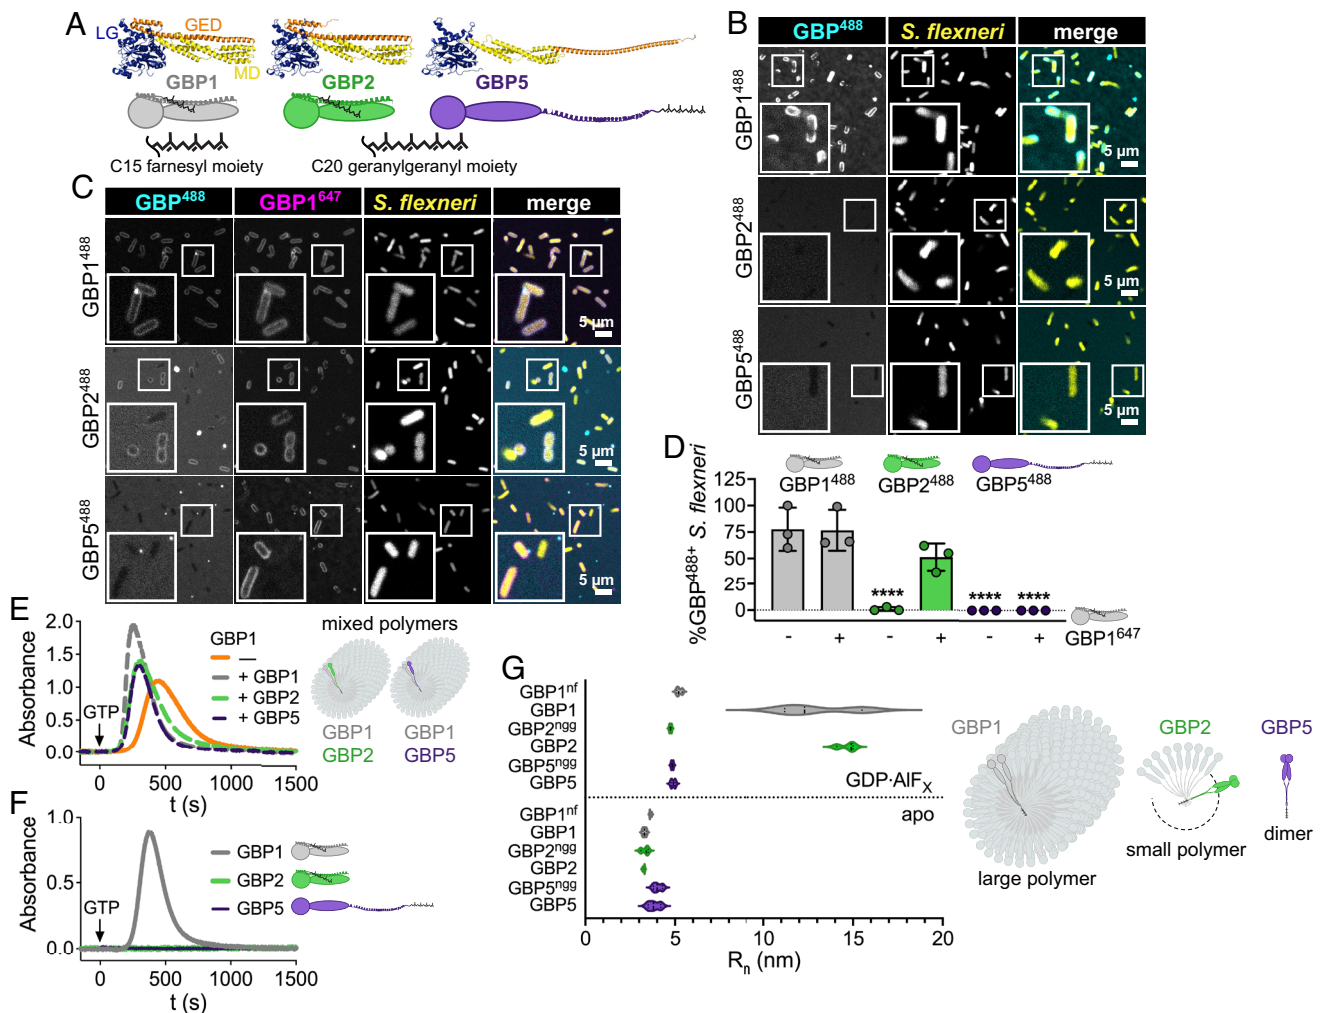 A
LG
GED
MD
GBP1
GBP2
GBP5
C15 farnesyl moiety
C20 geranylgeranyl moiety
B
GBP488
S. flexneri
merge
GBP1488
5 µm
GBP2488
5 µm
GBP5488
5 µm
C
GBP488
GBP1647
S. flexneri
merge
GBP1488
5 µm
GBP2488
5 µm
GBP5488
5 µm
D
GBP1488
GBP2488
GBP5488
%GBP488+ S. flexneri
125
100
75
50
25
0
****
****
****
- + - + - +
GBP1647
E
Absorbance
2.0
1.5
1.0
0.5
0.0
GTP
GBP1
—
+ GBP1
+ GBP2
+ GBP5
0 500 1000 1500
t (s)
mixed polymers
GBP1
GBP2
GBP1
GBP5
F
Absorbance
1.0
0.5
0.0
GTP
GBP1
GBP2
GBP5
0 500 1000 1500
t (s)
G
GBP1nf
GBP1
GBP2ngg
GBP2
GBP5ngg
GBP5
GDP·AlFX
GBP1nf
GBP1
GBP2ngg
GBP2
GBP5ngg
GBP5
apo
0 5 10 15 20
Rn (nm)
GBP1
large polymer
GBP2
small polymer
GBP5
dimer